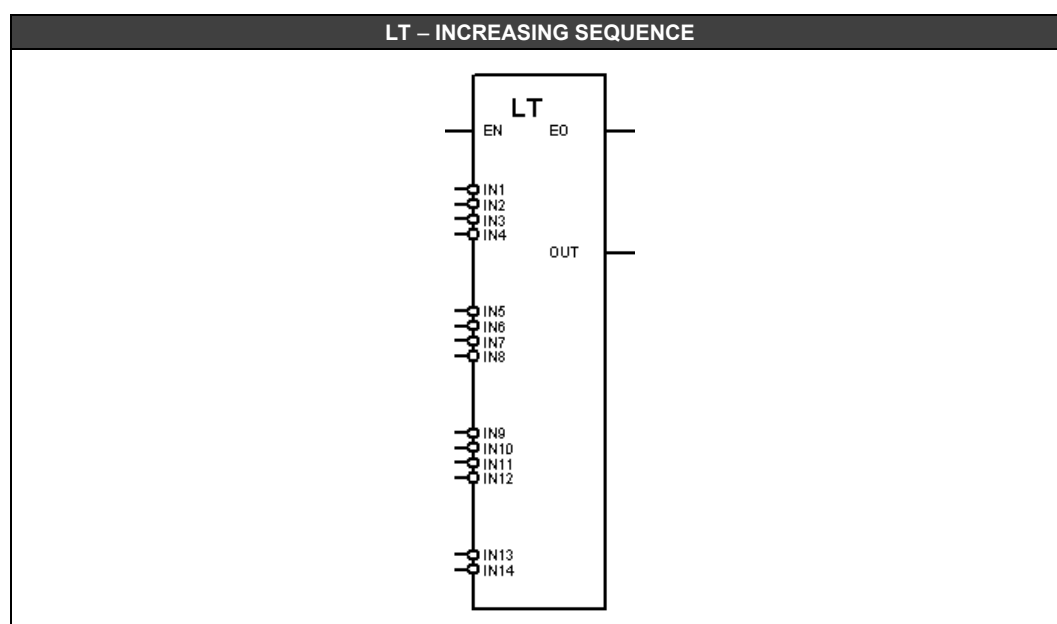 LT – INCREASING SEQUENCE
LT
EN EO
IN1
IN2
IN3
IN4
OUT
IN5
IN6
IN7
IN8
IN9
IN10
IN11
IN12
IN13
IN14